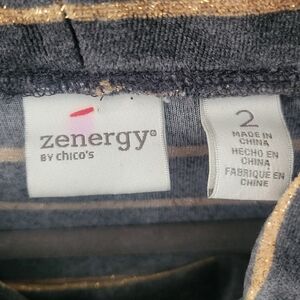 zenergy®
BY chico's
2
MADE IN
CHINA
HECHO EN
CHINA
FABRIQUÉ EN
CHINE